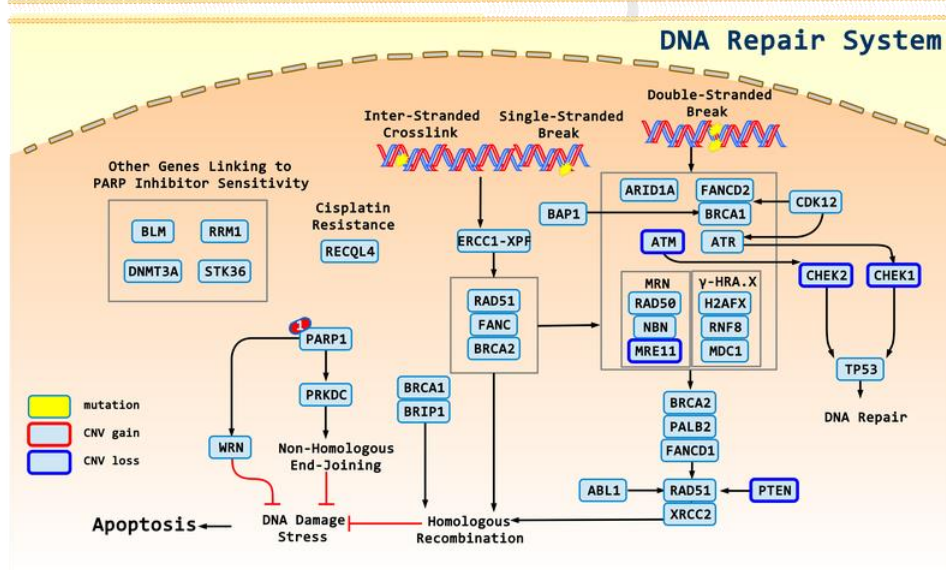 DNA Repair System
Double-Stranded
Break
Inter-Stranded
Crosslink
Single-Stranded
Break
Other Genes Linking to
PARP Inhibitor Sensitivity
BLM
RRM1
DNMT3A
STK36
Cisplatin
Resistance
RECQL4
ERCC1-XPF
BAP1
ARID1A
FANCD2
BRCA1
CDK12
ATM
ATR
CHEK2
CHEK1
MRN
RAD50
NBN
MRE11
γ-HRA.X
H2AFX
RNF8
MDC1
RAD51
FANC
BRCA2
1
PARP1
PRKDC
WRN
Non-Homologous
End-Joining
BRCA1
BRIP1
TP53
DNA Repair
BRCA2
PALB2
FANCD1
ABL1
RAD51
PTEN
XRCC2
mutation
CNV gain
CNV loss
Apoptosis
DNA Damage
Stress
Homologous
Recombination